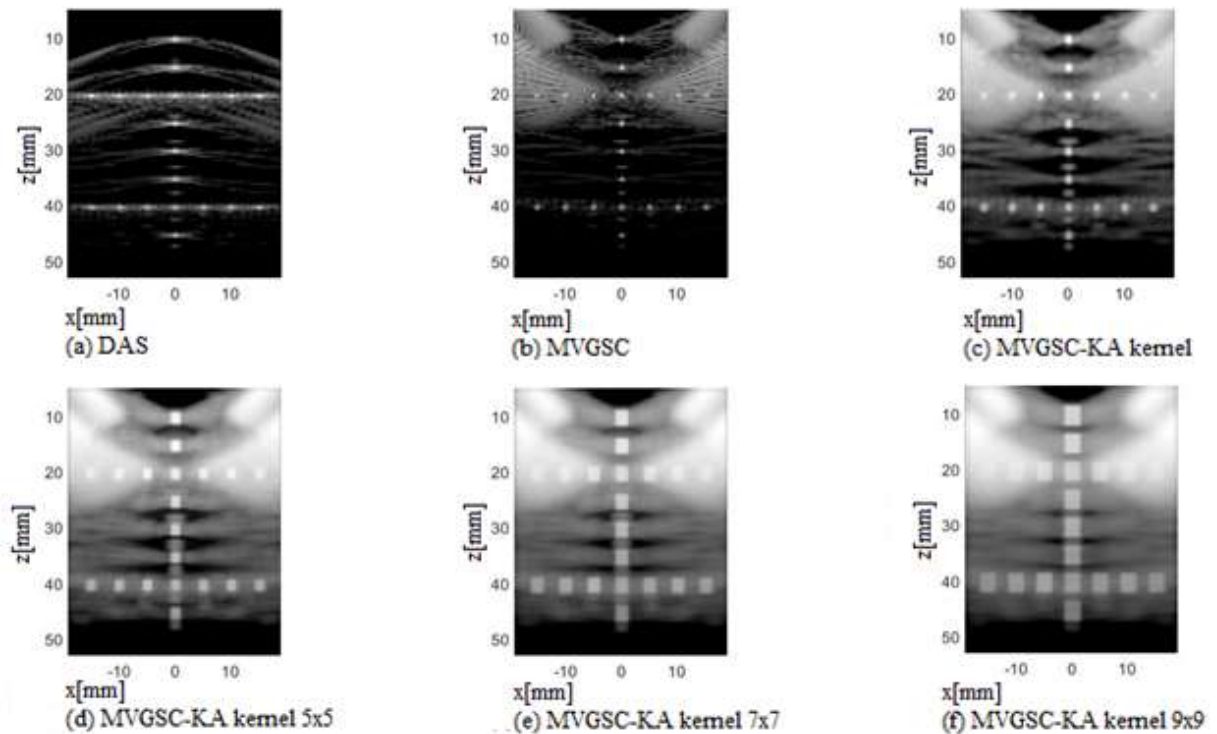 10
20
30
40
50
z[mm]
-10 0 10
x[mm]
(a) DAS
10
20
30
40
50
z[mm]
-10 0 10
x[mm]
(b) MVGSC
10
20
30
40
50
z[mm]
-10 0 10
x[mm]
(c) MVGSC-KA kernel
10
20
30
40
50
z[mm]
-10 0 10
x[mm]
(d) MVGSC-KA kernel 5x5
10
20
30
40
50
z[mm]
-10 0 10
x[mm]
(e) MVGSC-KA kernel 7x7
10
20
30
40
50
z[mm]
-10 0 10
x[mm]
(f) MVGSC-KA kernel 9x9